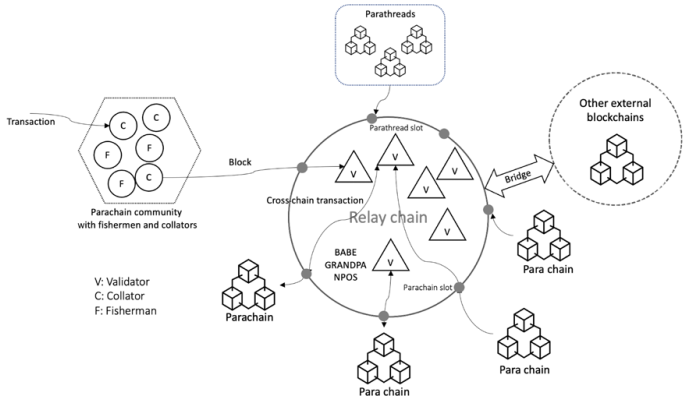 Parathreads
Transaction
C
C
F
F
F
C
Parachain community
with fishermen and collators
Block
Parathread slot
V
V
V
V
V
V
Cross-chain transaction
Relay chain
BABE
GRANDPA
NPOS
Parachain slot
Bridge
Other external
blockchains
Para chain
Parachain
Para chain
Para chain
V: Validator
C: Collator
F: Fisherman